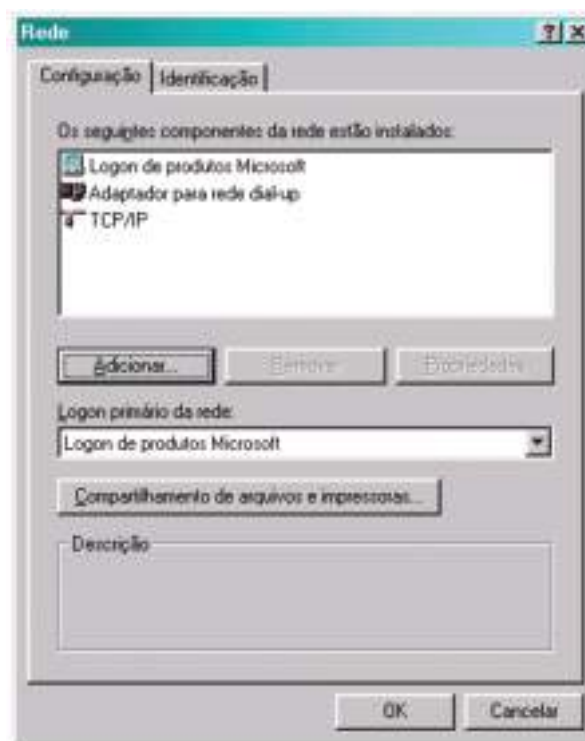 Rede
Configuração Identificação
Os seguintes componentes da rede estão instalados:
Logon de produtos Microsoft
Adaptador para rede dial-up
TCP/IP
Adicionar... Remover Propriedades
Logon primário da rede:
Logon de produtos Microsoft
Compartilhamento de arquivos e impressoras...
Descrição
OK Cancelar